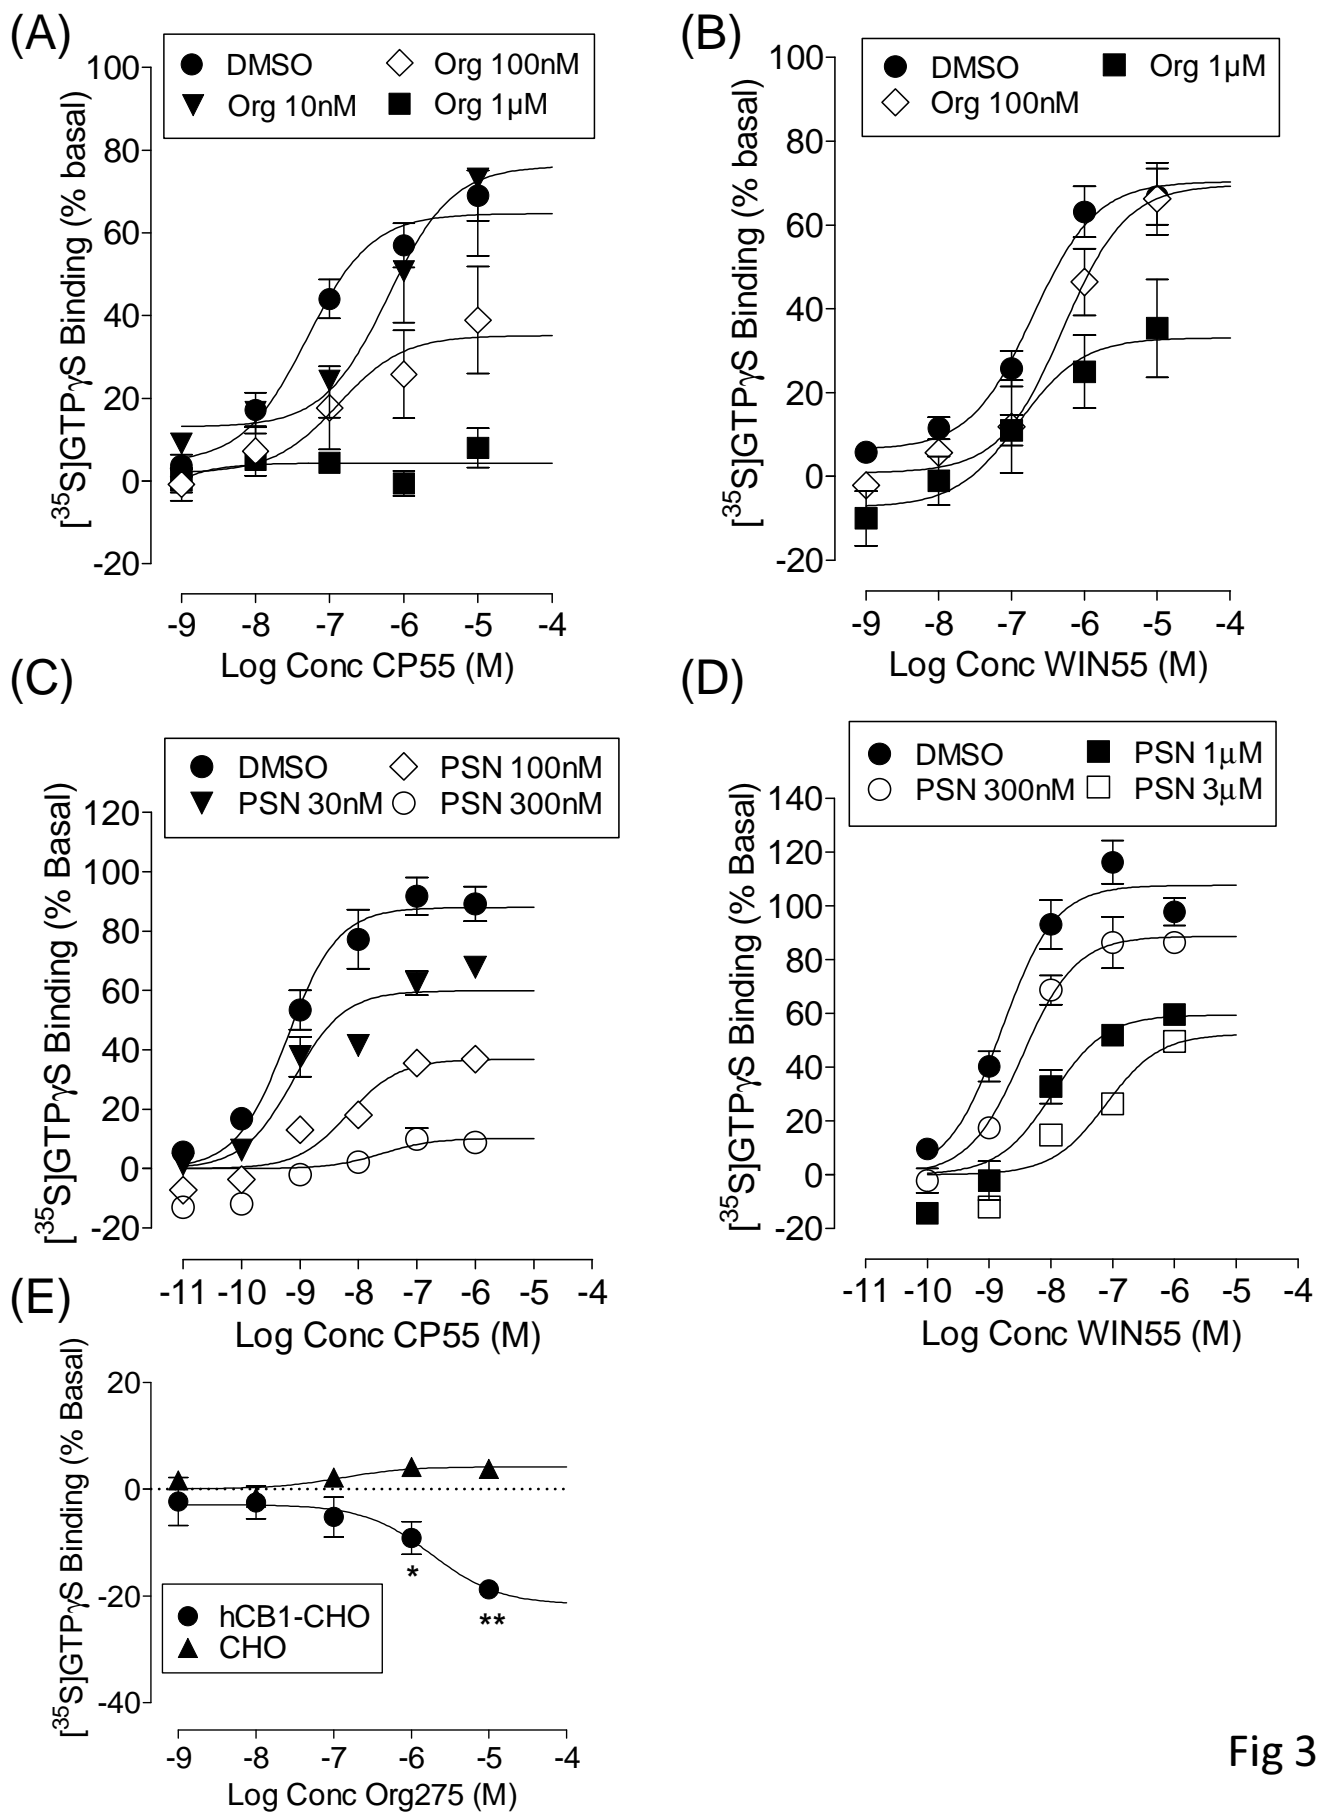 (A)
DMSO
Org 100nM
Org 10nM
Org 1µM
[35S]GTPγS Binding (% basal)
100
80
60
40
20
0
-20
-9 -8 -7 -6 -5 -4
Log Conc CP55 (M)
(B)
DMSO
Org 1µM
Org 100nM
[35S]GTPγS Binding (% basal)
100
80
60
40
20
0
-20
-9 -8 -7 -6 -5 -4
Log Conc WIN55 (M)
(C)
DMSO
PSN 100nM
PSN 30nM
PSN 300nM
[35S]GTPγS Binding (% Basal)
120
100
80
60
40
20
0
-20
-11 -10 -9 -8 -7 -6 -5 -4
Log Conc CP55 (M)
(D)
DMSO
PSN 1µM
PSN 300nM
PSN 3µM
[35S]GTPγS Binding (% Basal)
140
120
100
80
60
40
20
0
-20
-11 -10 -9 -8 -7 -6 -5 -4
Log Conc WIN55 (M)
(E)
[35S]GTPγS Binding (% Basal)
20
0
-20
-40
*
**
hCB1-CHO
CHO
-9 -8 -7 -6 -5 -4
Log Conc Org275 (M)
Fig 3